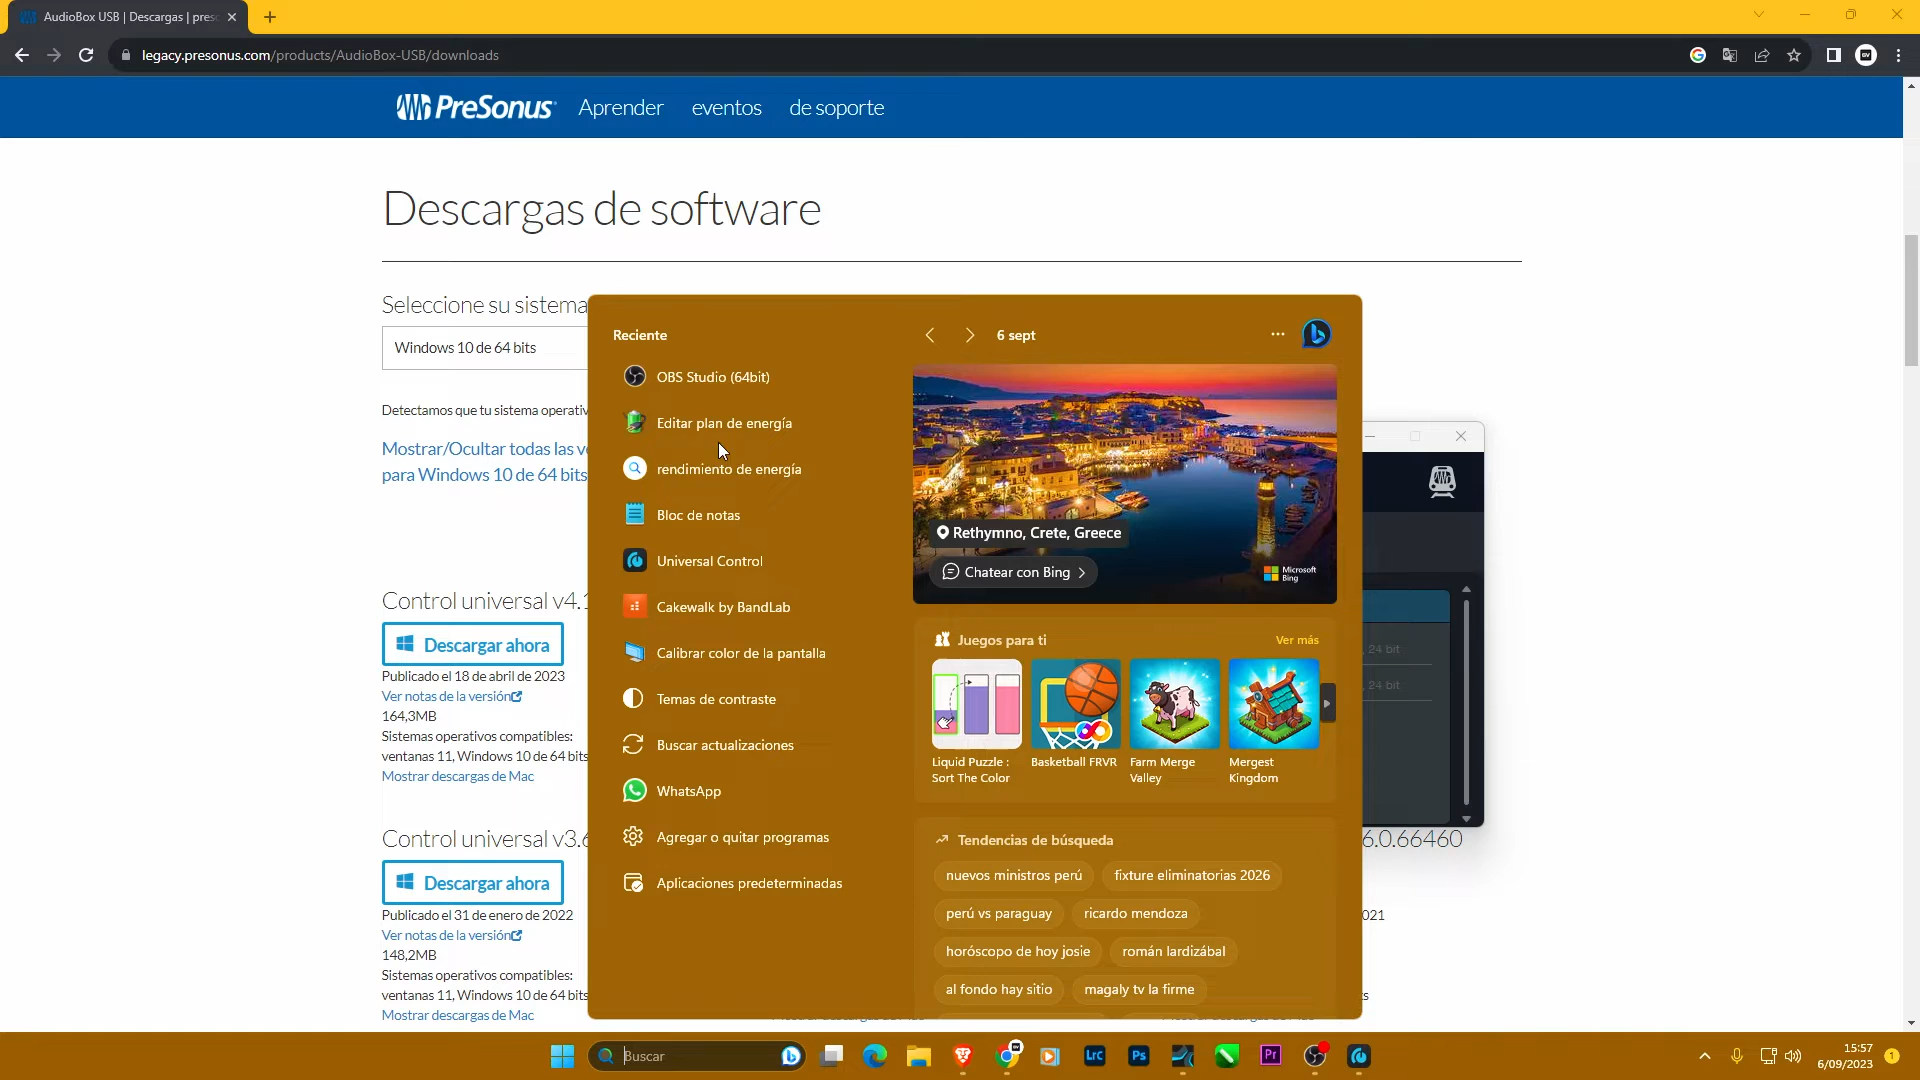 AudioBox USB | Descargas | pres
legacy.presonus.com/products/AudioBox-USB/downloads
PreSonus
Aprender
eventos
de soporte
Descargas de software
Seleccione su sistema
Windows 10 de 64 bits
Detectamos que tu sistema operativ
Mostrar/Ocultar todas las v
para Windows 10 de 64 bits
Control universal v4.1
Descargar ahora
Publicado el 18 de abril de 2023
Ver notas de la versión
164,3MB
Sistemas operativos compatibles:
ventanas 11, Windows 10 de 64 bits
Mostrar descargas de Mac
Control universal v3.6
Descargar ahora
Publicado el 31 de enero de 2022
Ver notas de la versión
148,2MB
Sistemas operativos compatibles:
ventanas 11, Windows 10 de 64 bits
Mostrar descargas de Mac
Reciente
OBS Studio (64bit)
Editar plan de energía
rendimiento de energía
Bloc de notas
Universal Control
Cakewalk by BandLab
Calibrar color de la pantalla
Temas de contraste
Buscar actualizaciones
WhatsApp
Agregar o quitar programas
Aplicaciones predeterminadas
6 sept
Rethymno, Crete, Greece
Chatear con Bing
Microsoft
Bing
Juegos para ti
Ver más
Liquid Puzzle :
Sort The Color
Basketball FRVR
Farm Merge
Valley
Mergest
Kingdom
Tendencias de búsqueda
nuevos ministros perú
fixture eliminatorias 2026
perú vs paraguay
ricardo mendoza
horóscopo de hoy josie
román lardizábal
al fondo hay sitio
magaly tv la firme
, 24 bit
, 24 bit
6.0.66460
021
ts
Buscar
Lrc
Ps
Pr
15:57
6/09/2023
1